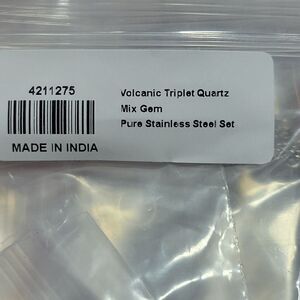 4211275
MADE IN INDIA
Volcanic Triplet Quartz
Mix Gem
Pure Stainless Steel Set